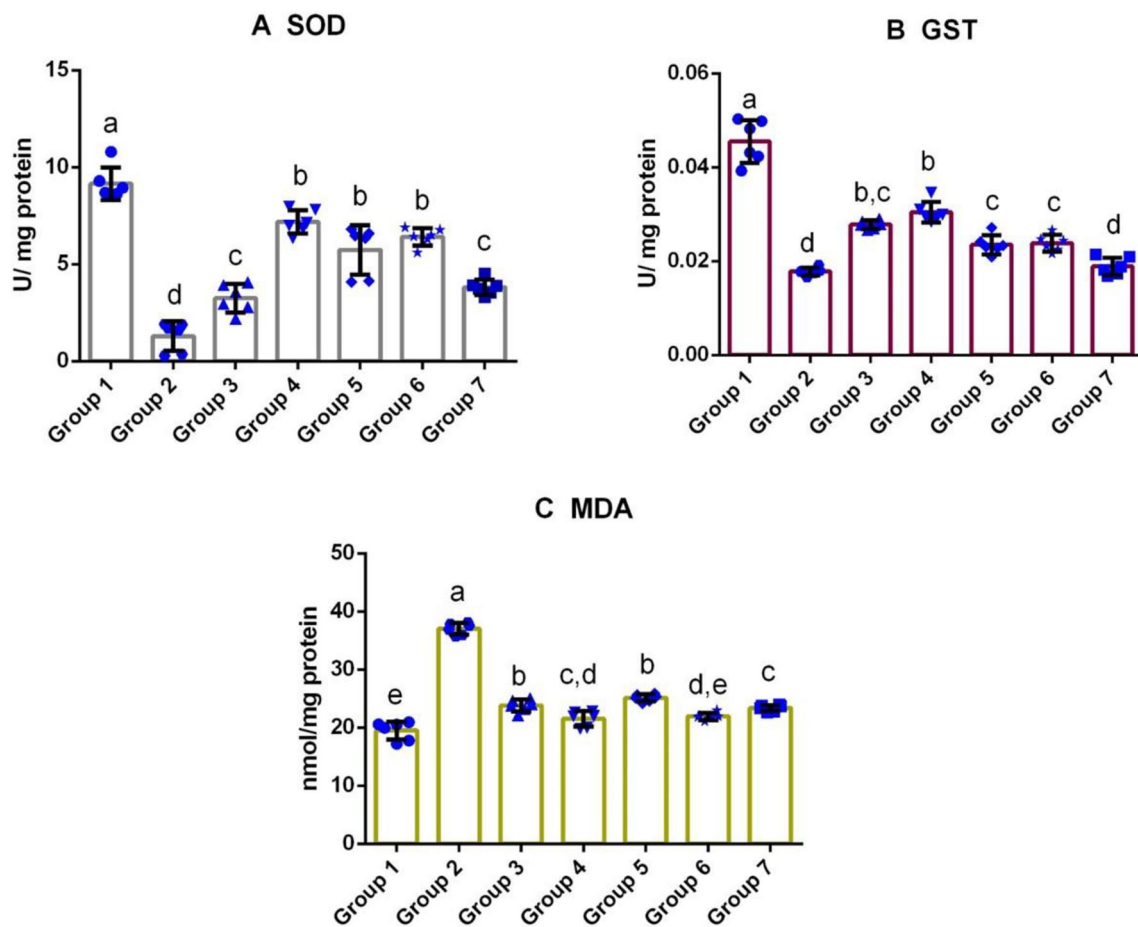 A SOD
U/ mg protein
15
10
5
0
a
d
c
b
b
b
c
Group 1
Group 2
Group 3
Group 4
Group 5
Group 6
Group 7
B GST
U/ mg protein
0.06
0.04
0.02
0.00
a
d
b,c
b
c
c
d
Group 1
Group 2
Group 3
Group 4
Group 5
Group 6
Group 7
C MDA
nmol/mg protein
50
40
30
20
10
0
e
a
b
c,d
b
d,e
c
Group 1
Group 2
Group 3
Group 4
Group 5
Group 6
Group 7